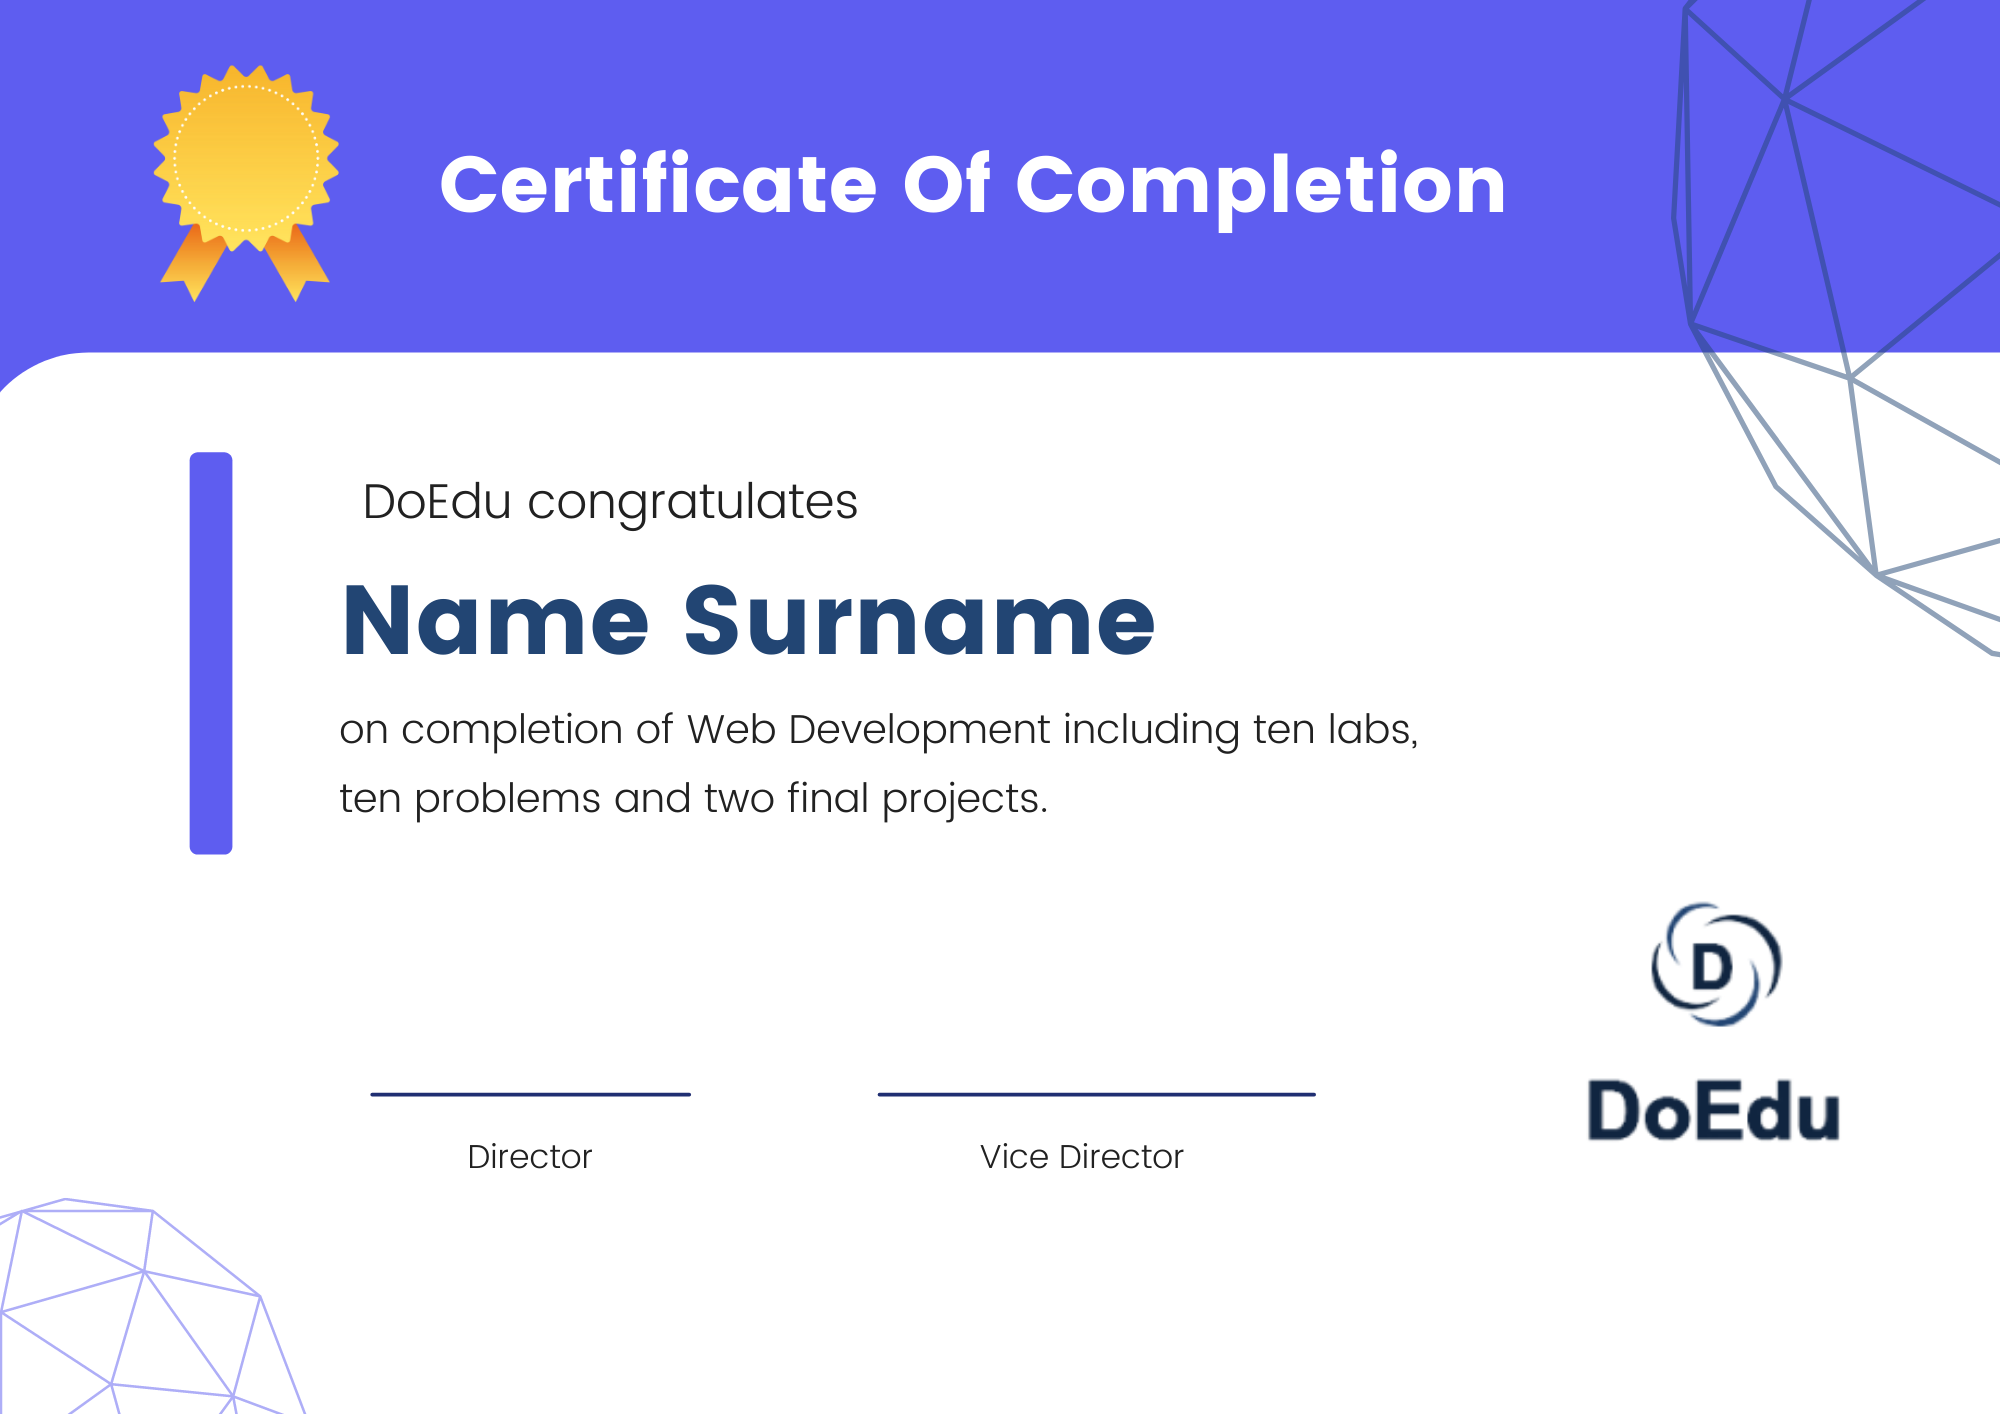 Certificate Of Completion
DoEdu congratulates
Name Surname
on completion of Web Development including ten labs,
ten problems and two final projects.
D
DoEdu
Director
Vice Director